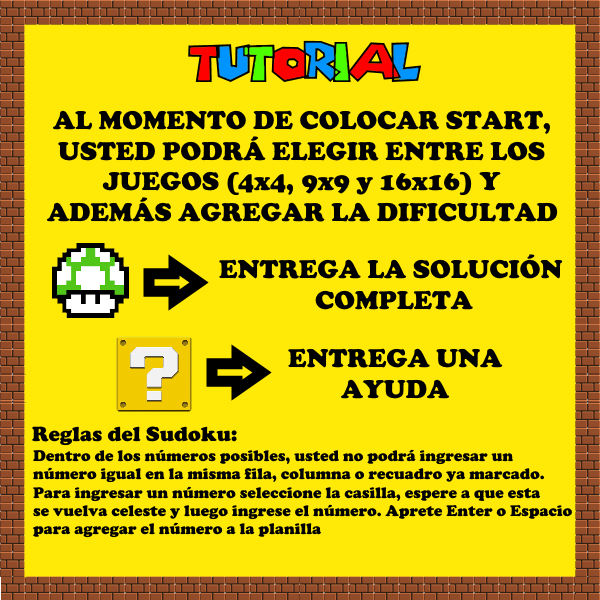 TUTORIAL
AL MOMENTO DE COLOCAR START,
USTED PODRÁ ELEGIR ENTRE LOS
JUEGOS (4x4, 9x9 y 16x16) Y
ADEMÁS AGREGAR LA DIFICULTAD
ENTREGA LA SOLUCIÓN
COMPLETA
?
ENTREGA UNA
AYUDA
Reglas del Sudoku:
Dentro de los números posibles, usted no podrá ingresar un
número igual en la misma fila, columna o recuadro ya marcado.
Para ingresar un número seleccione la casilla, espere a que esta
se vuelva celeste y luego ingrese el número. Aprete Enter o Espacio
para agregar el número a la planilla